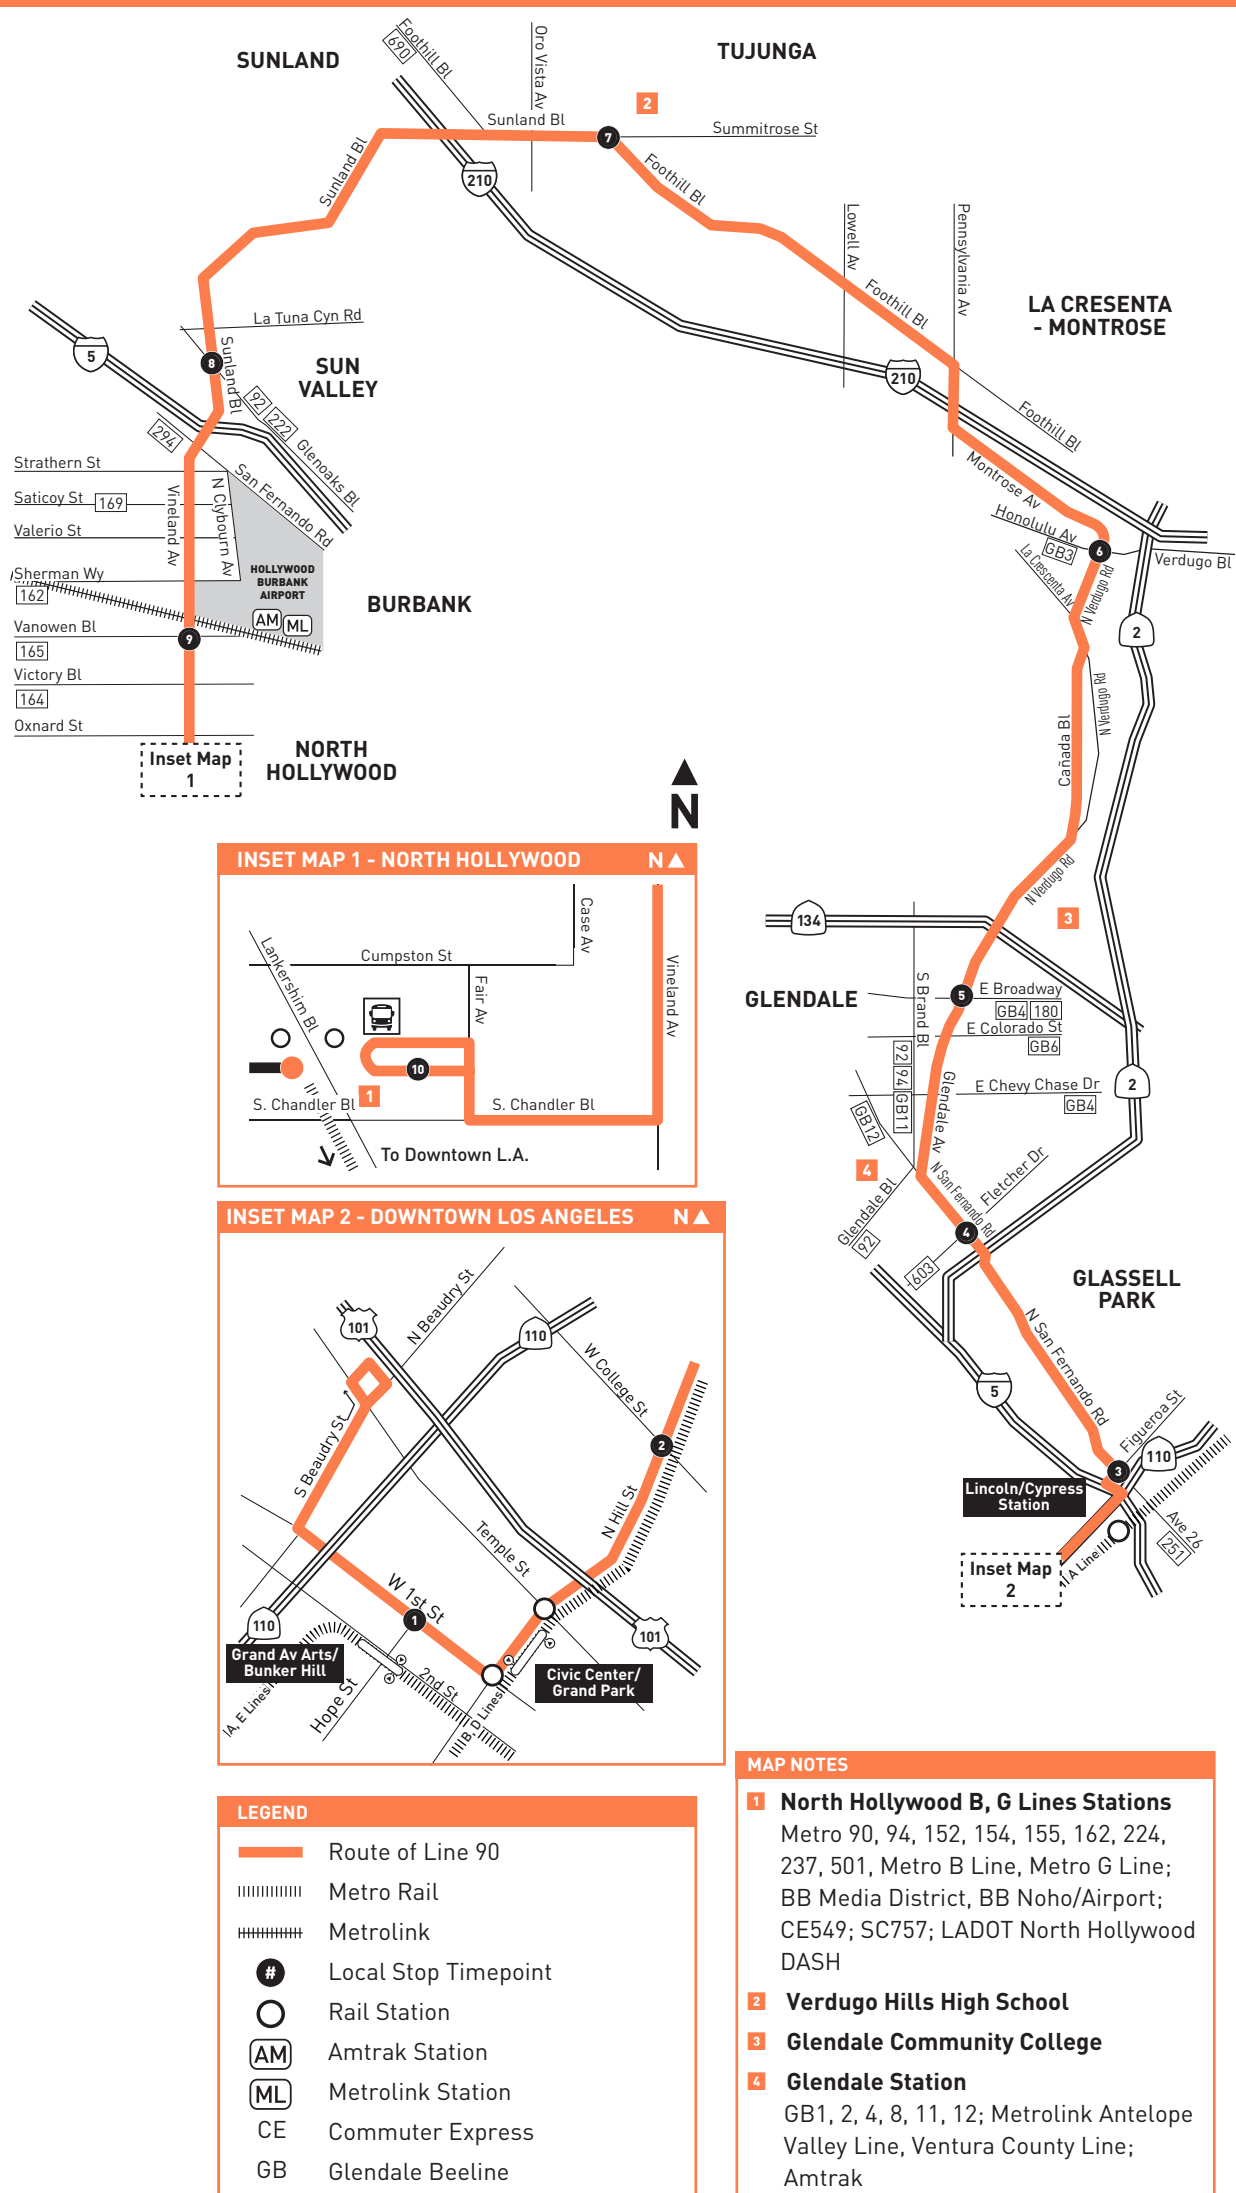 SUNLAND
TUJUNGA
Foothill Bl
690
Oro Vista Av
2
Sunland Bl
7
Summitrose St
Sunland Bl
210
Foothill Bl
Lowell Av
Pennsylvania Av
Foothill Bl
LA CRESENTA
- MONTROSE
La Tuna Cyn Rd
5
8
Sunland Bl
SUN
VALLEY
210
92
222
Glenoaks Bl
Foothill Bl
294
Strathern St
San Fernando Rd
Montrose Av
Saticoy St
169
Vineland Av
N Clybourn Av
Honolulu Av
GB3
6
Verdugo Bl
Valerio St
La Crescenta Av
N Verdugo Rd
Sherman Wy
162
HOLLYWOOD
BURBANK
AIRPORT
AM
ML
BURBANK
Vanowen Bl
165
9
2
Victory Bl
164
N Verdugo Rd
Oxnard St
Cañada Bl
Inset Map
1
NORTH
HOLLYWOOD
N
INSET MAP 1 - NORTH HOLLYWOOD
N
Case Av
Cumpston St
Lankershim Bl
Fair Av
Vineland Av
10
1
S. Chandler Bl
S. Chandler Bl
To Downtown L.A.
N Verdugo Rd
134
3
GLENDALE
S Brand Bl
5
E Broadway
GB4
180
E Colorado St
GB6
92
94
GB11
Glendale Av
E Chevy Chase Dr
GB4
2
GB12
4
N San Fernando Rd
Fletcher Dr
Glendale Bl
92
4
603
GLASSELL
PARK
N San Fernando Rd
5
Figueroa St
110
3
Lincoln/Cypress
Station
Ave 26
251
A Line
Inset Map
2
INSET MAP 2 - DOWNTOWN LOS ANGELES
N
N Beaudry St
101
110
W College St
S Beaudry St
2
N Hill St
Temple St
W 1st St
1
110
101
Grand Av Arts/
Bunker Hill
Civic Center/
Grand Park
2nd St
A, E Lines
Hope St
B, D Lines
LEGEND
Route of Line 90
Metro Rail
Metrolink
# Local Stop Timepoint
Rail Station
AM Amtrak Station
ML Metrolink Station
CE Commuter Express
GB Glendale Beeline
MAP NOTES
1 North Hollywood B, G Lines Stations
Metro 90, 94, 152, 154, 155, 162, 224,
237, 501, Metro B Line, Metro G Line;
BB Media District, BB Noho/Airport;
CE549; SC757; LADOT North Hollywood
DASH
2 Verdugo Hills High School
3 Glendale Community College
4 Glendale Station
GB1, 2, 4, 8, 11, 12; Metrolink Antelope
Valley Line, Ventura County Line;
Amtrak